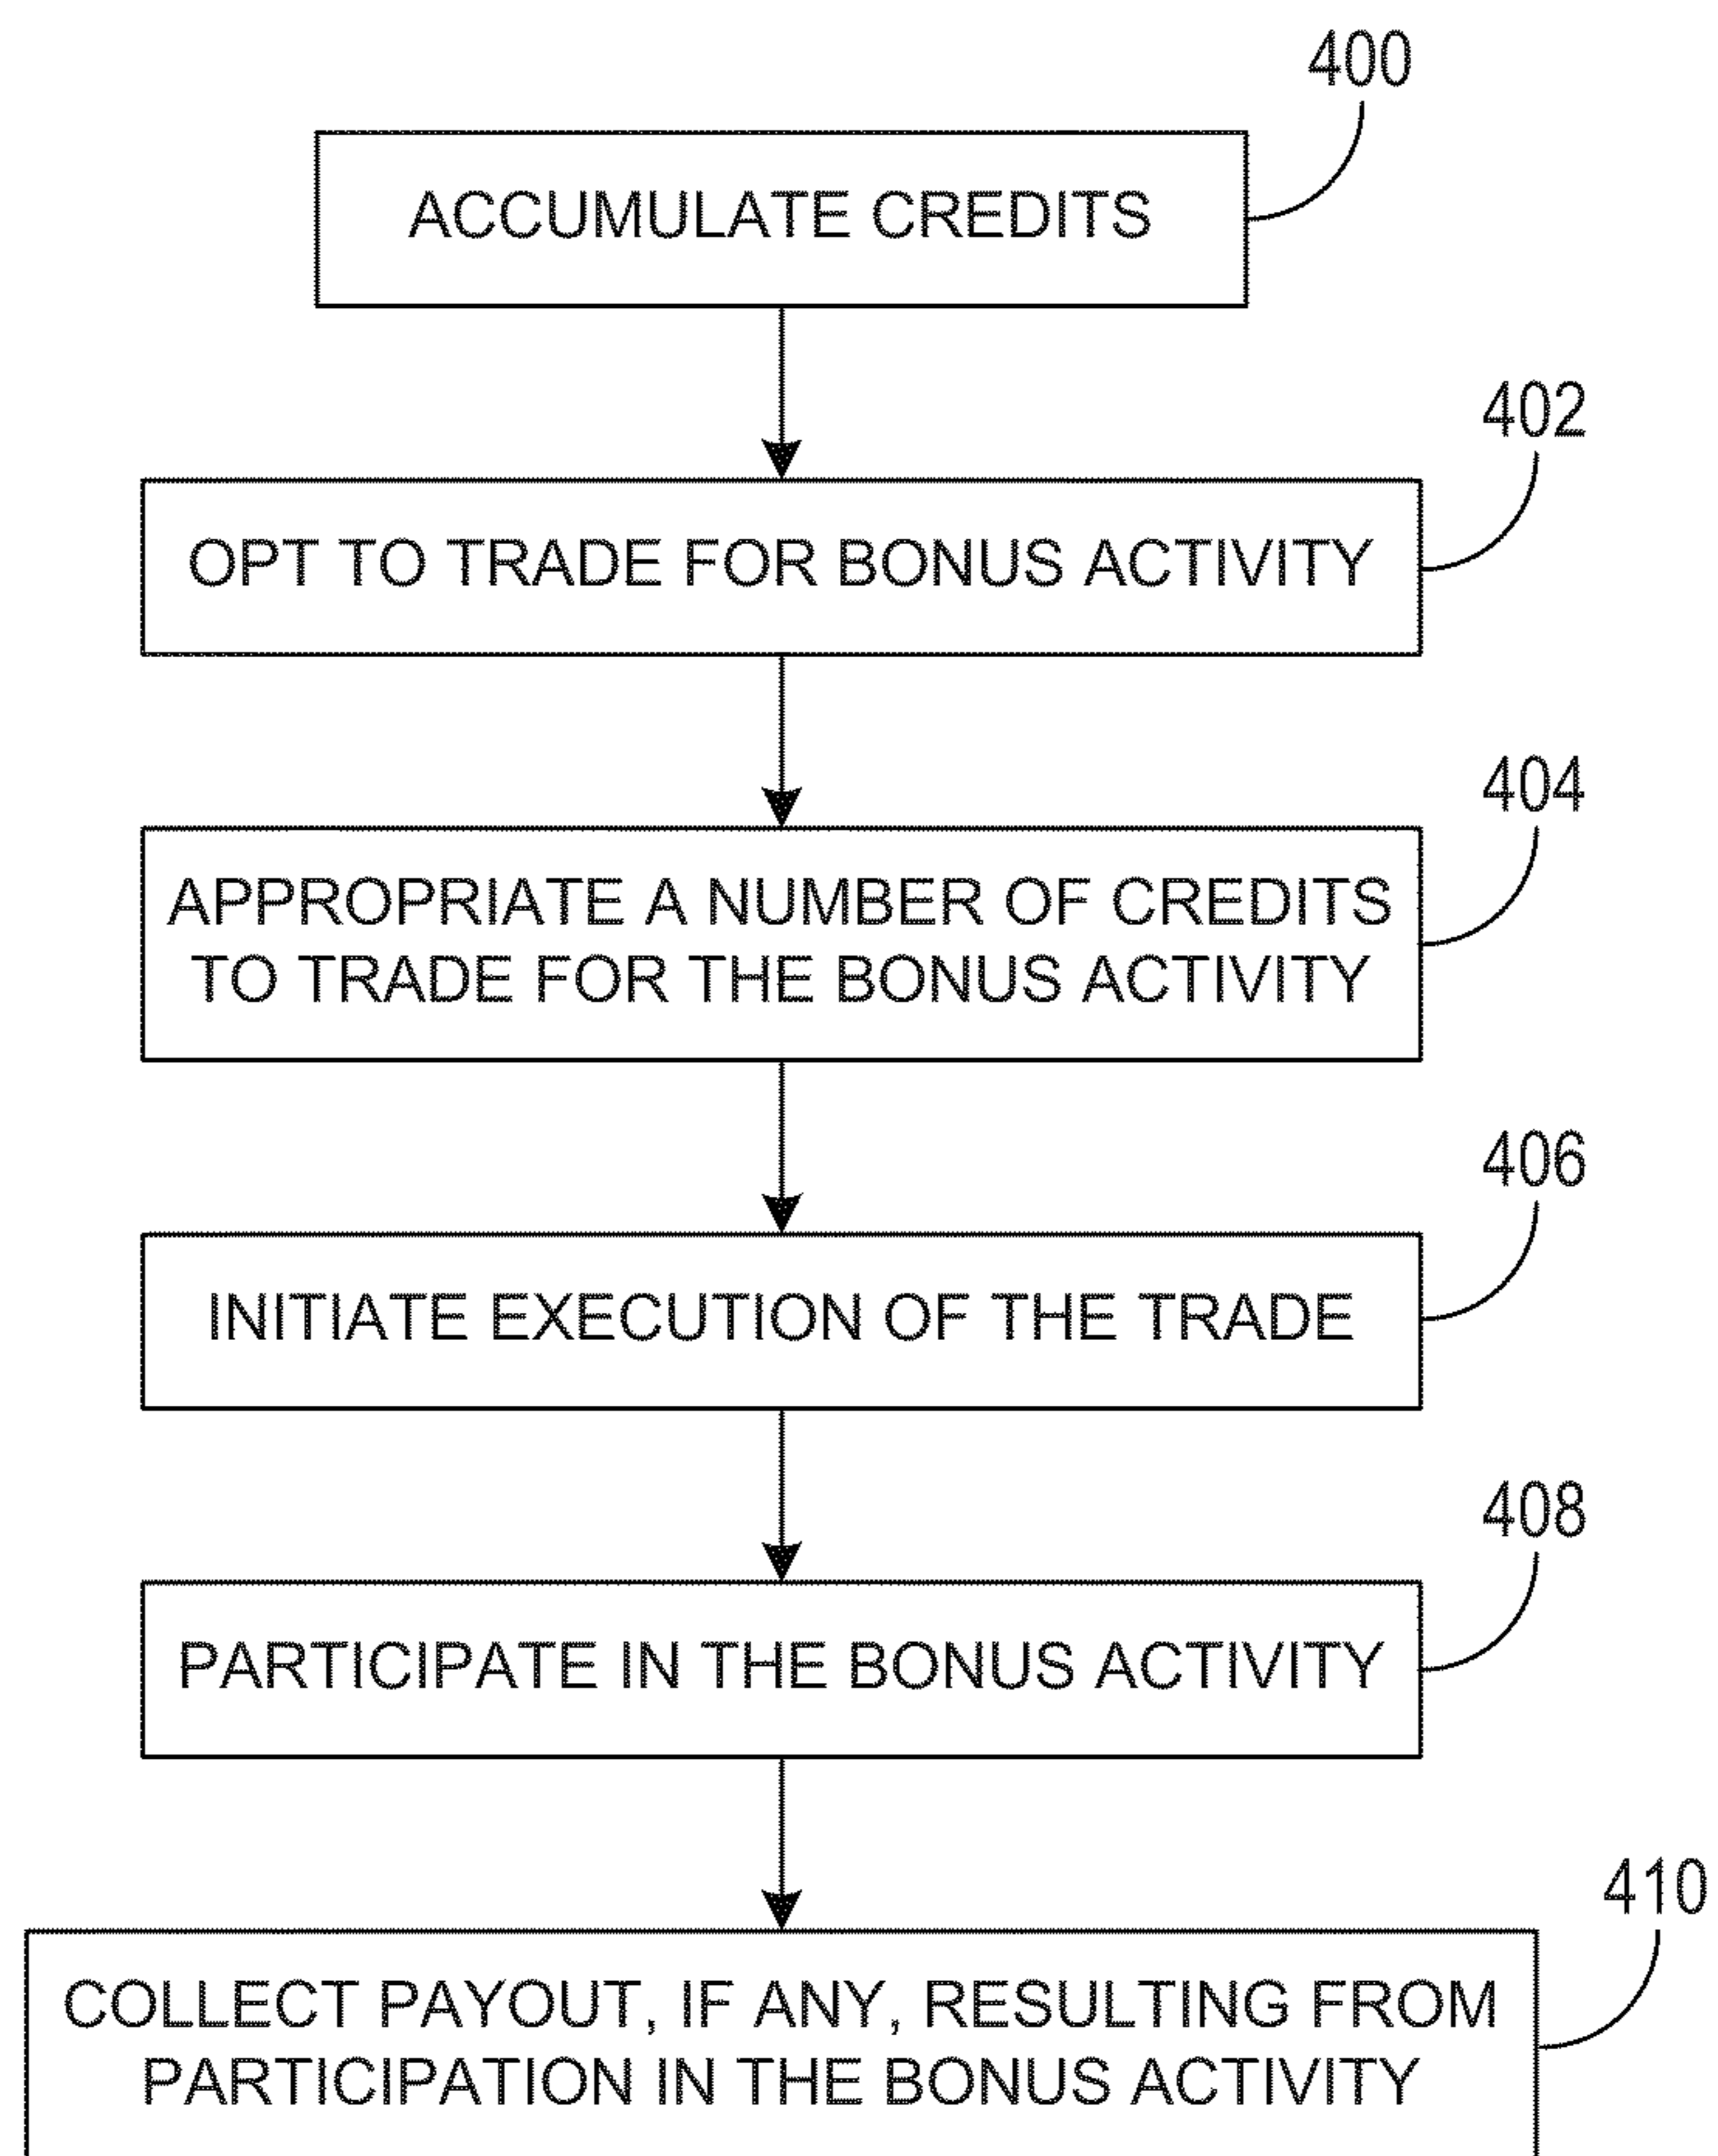 400
ACCUMULATE CREDITS
402
OPT TO TRADE FOR BONUS ACTIVITY
404
APPROPRIATE A NUMBER OF CREDITS
TO TRADE FOR THE BONUS ACTIVITY
406
INITIATE EXECUTION OF THE TRADE
408
PARTICIPATE IN THE BONUS ACTIVITY
410
COLLECT PAYOUT, IF ANY, RESULTING FROM
PARTICIPATION IN THE BONUS ACTIVITY